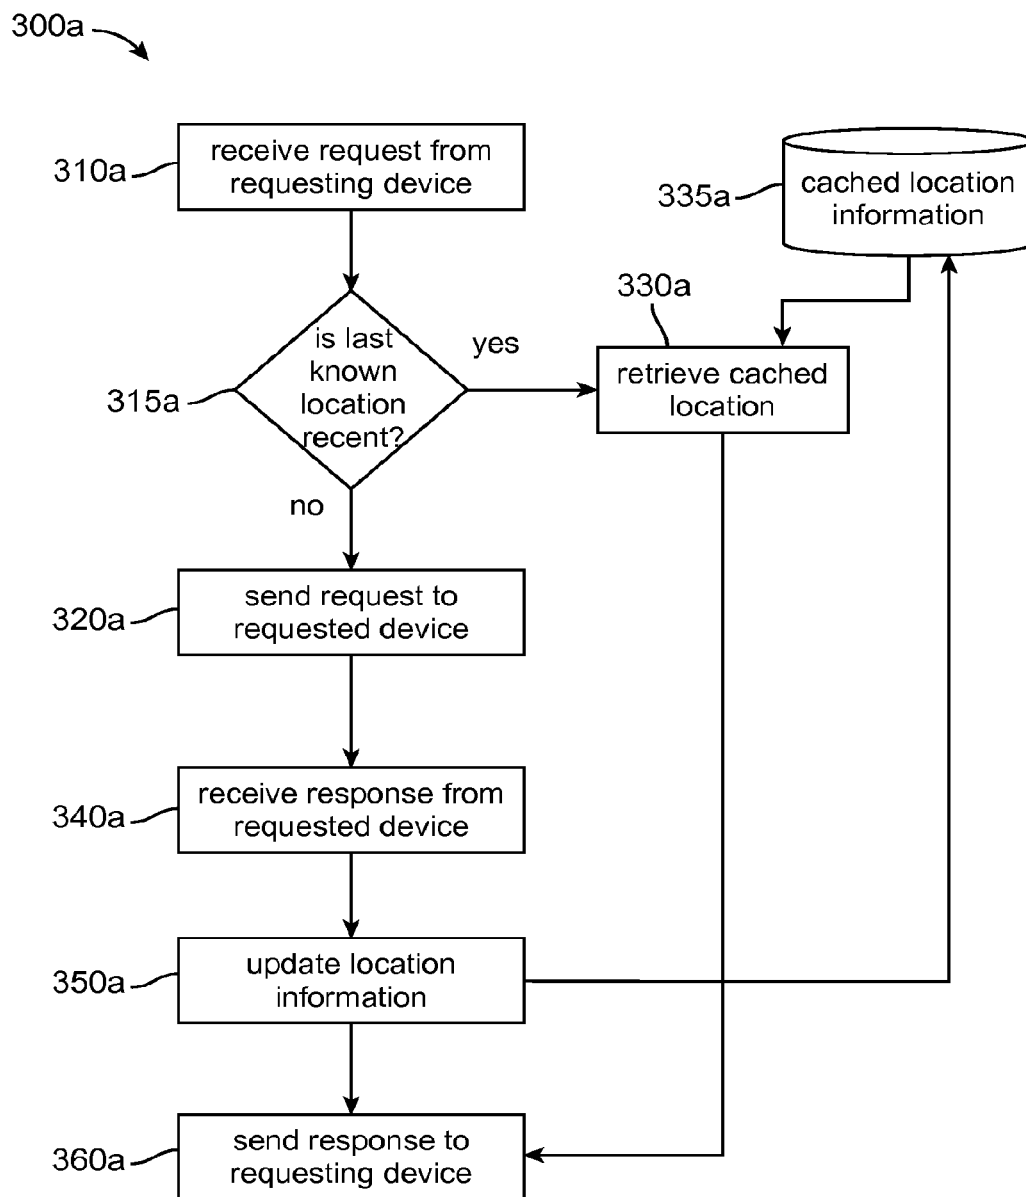 300a
310a
receive request from
requesting device
335a
cached location
information
330a
315a
is last
known
location
recent?
yes
retrieve cached
location
no
320a
send request to
requested device
340a
receive response from
requested device
350a
update location
information
360a
send response to
requesting device